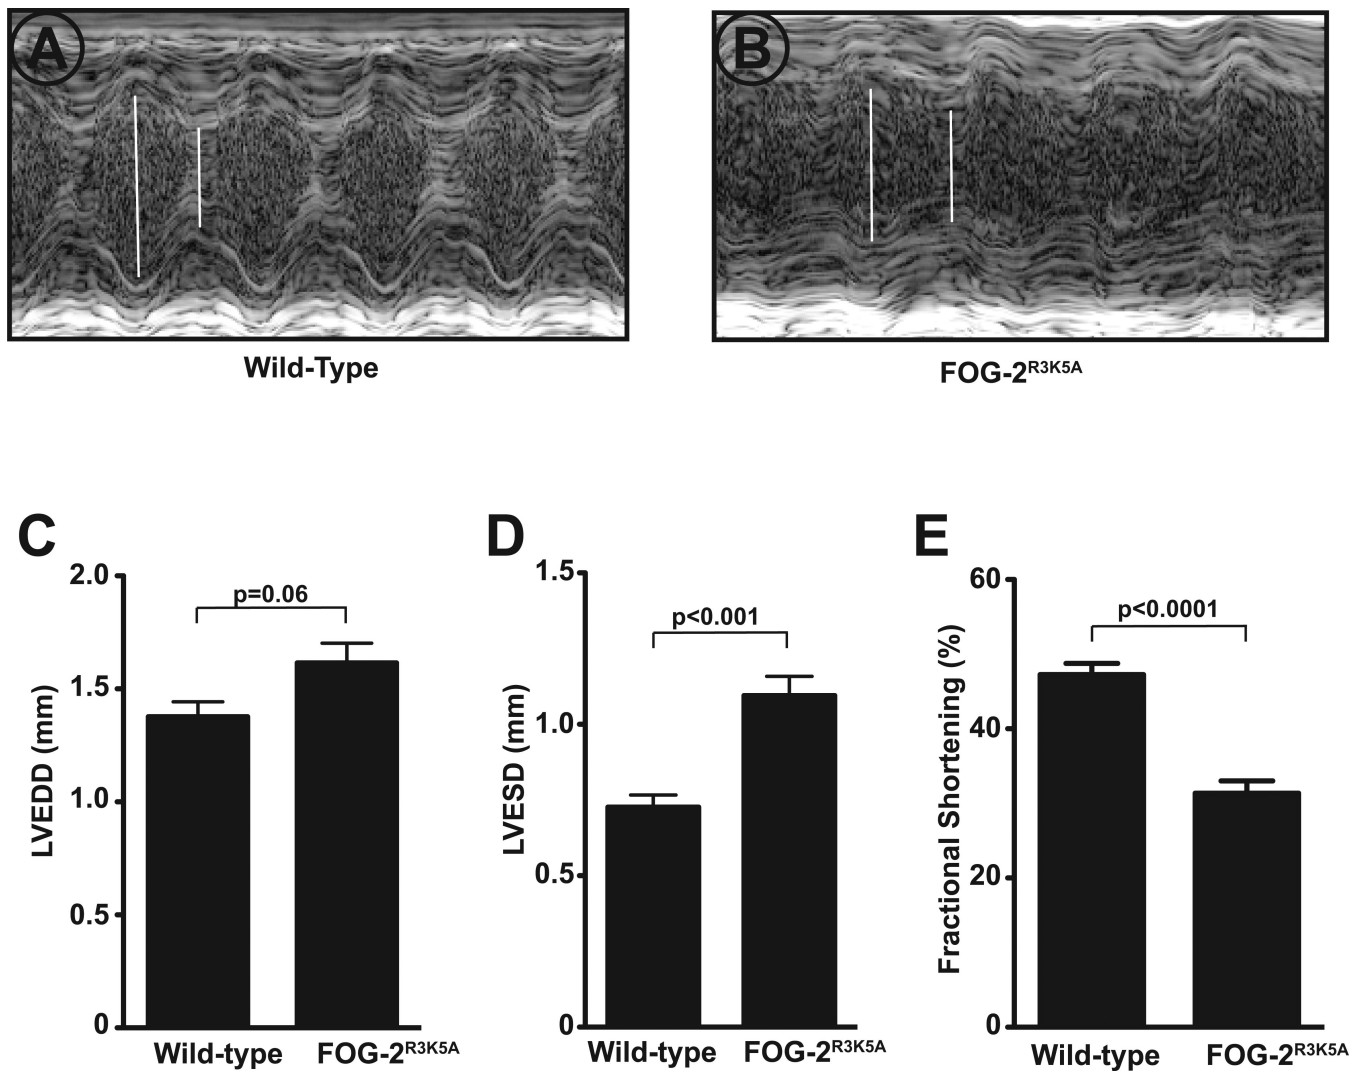 A
B
Wild-Type
FOG-2R3K5A
C
D
E
2.0
1.5
1.0
0.5
0
LVEDD (mm)
p=0.06
Wild-type
FOG-2R3K5A
1.5
1.0
0.5
0
LVESD (mm)
p<0.001
Wild-type
FOG-2R3K5A
60
40
20
0
Fractional Shortening (%)
p<0.0001
Wild-type
FOG-2R3K5A